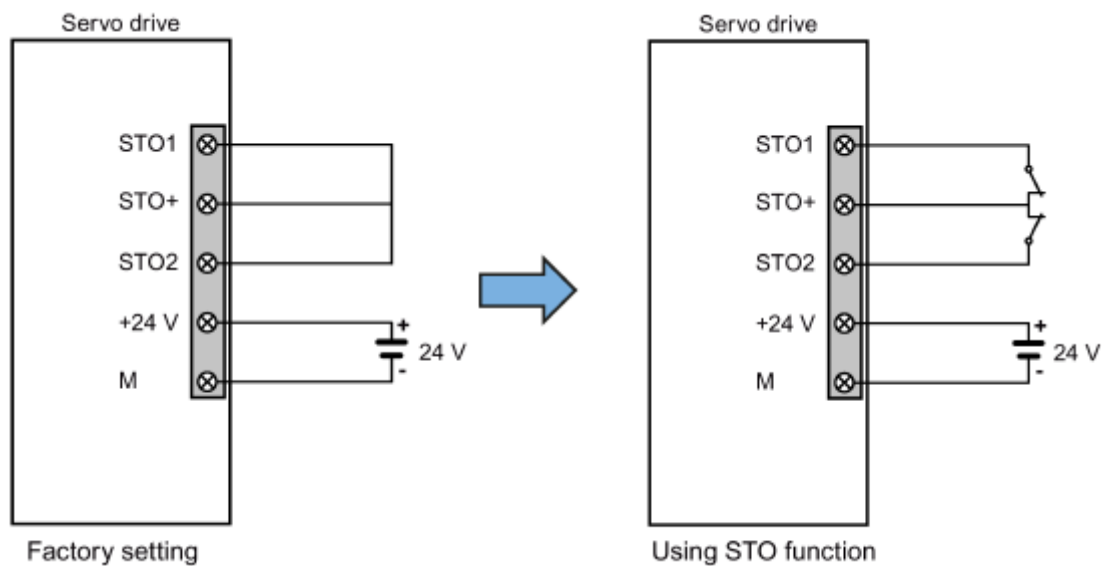 Servo drive
STO1
STO+
STO2
+24 V
M
+
24 V
-
Factory setting
Servo drive
STO1
STO+
STO2
+24 V
M
+
24 V
-
Using STO function